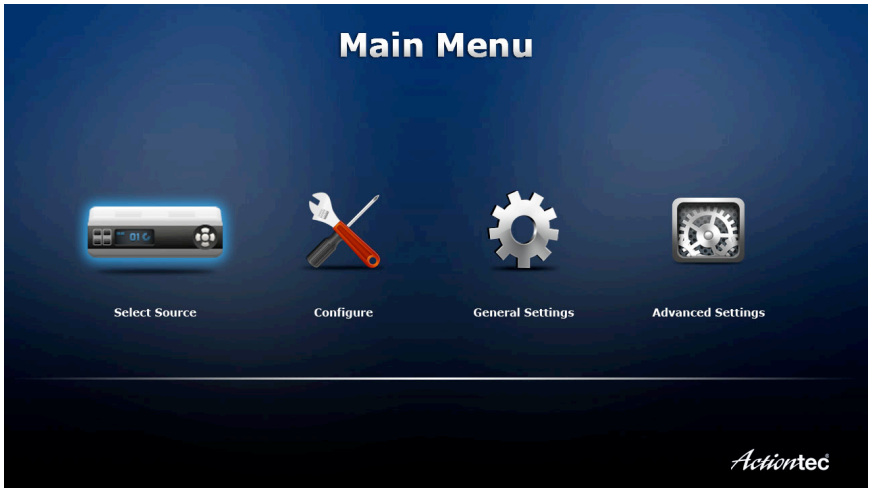 Main Menu
Select Source
Configure
General Settings
Advanced Settings
Actiontec